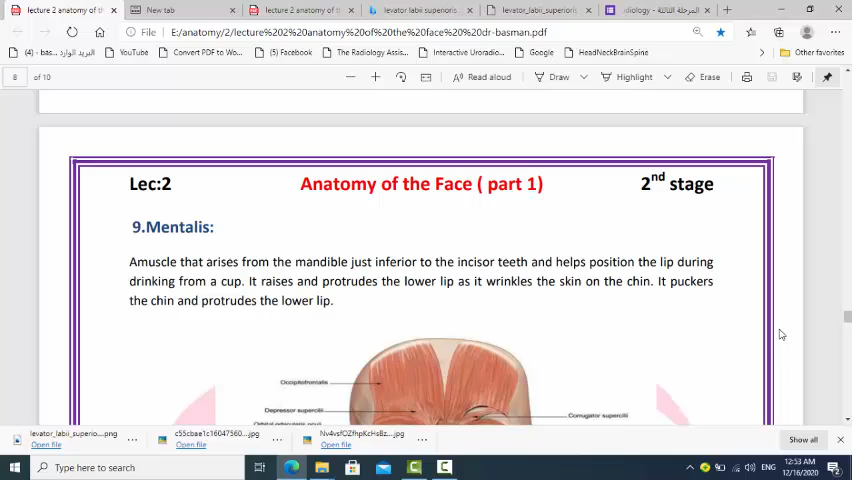 lecture 2 anatomy of th
New tab
lecture 2 anatomy of th
levator labii superioris
levator_labii_superioris
diology - المرحلة الثالثة
File
E:/anatomy/2/lecture%202%20anatomy%20of%20the%20face%20%20dr-basman.pdf
البريد الوارد (4) - bas...
YouTube
Convert PDF to Wor...
(5) Facebook
The Radiology Assis...
Interactive Uroradio...
Google
HeadNeckBrainSpine
Other favorites
8 of 10
Read aloud
Draw
Highlight
Erase
Lec:2 Anatomy of the Face ( part 1) 2nd stage
9.Mentalis:
Amuscle that arises from the mandible just inferior to the incisor teeth and helps position the lip during
drinking from a cup. It raises and protrudes the lower lip as it wrinkles the skin on the chin. It puckers
the chin and protrudes the lower lip.
Occipitofrontalis
Depressor supercilii
Corrugator supercilii
Orbital orbicularis oculi
levator_labii_superio....png
Open file
c55cbae1c16047560....jpg
Open file
Nv4vsfOZfhpKcHsBz....jpg
Open file
Show all
Type here to search
ENG
12:53 AM
12/16/2020
2